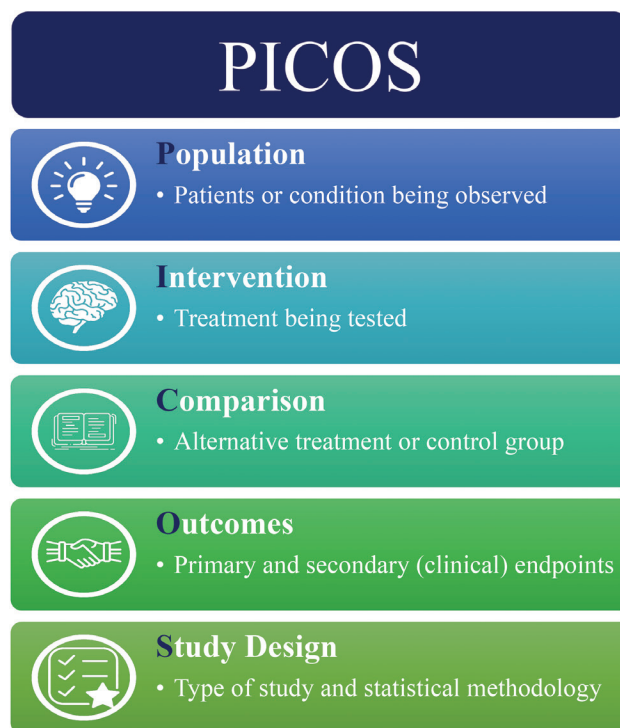 PICOS
Population
• Patients or condition being observed
Intervention
• Treatment being tested
Comparison
• Alternative treatment or control group
Outcomes
• Primary and secondary (clinical) endpoints
Study Design
• Type of study and statistical methodology